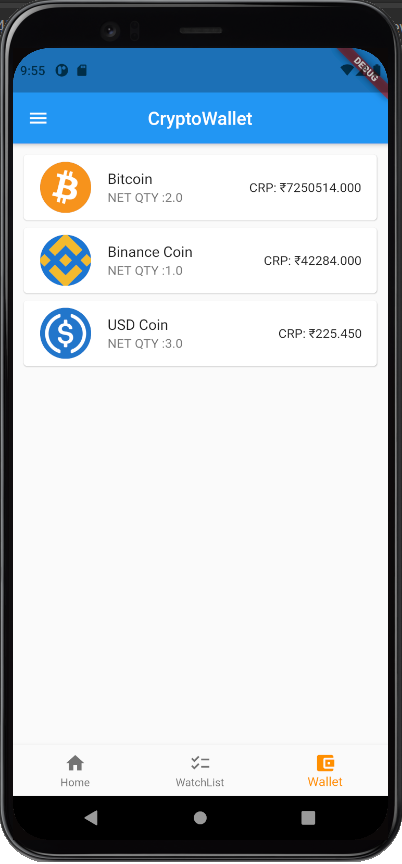 9:55
DEBUG
CryptoWallet
Bitcoin
NET QTY :2.0
CRP: ₹7250514.000
Binance Coin
NET QTY :1.0
CRP: ₹42284.000
USD Coin
NET QTY :3.0
CRP: ₹225.450
Home
WatchList
Wallet